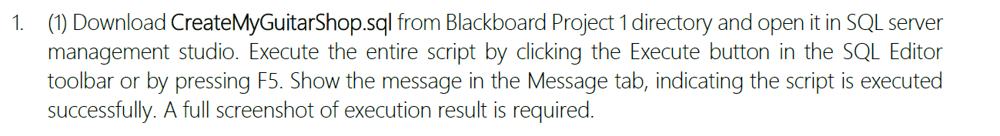 1. (1) Download CreateMyGuitarShop.sql from Blackboard Project 1 directory and open it in SQL server
management studio. Execute the entire script by clicking the Execute button in the SQL Editor
toolbar or by pressing F5. Show the message in the Message tab, indicating the script is executed
successfully. A full screenshot of execution result is required.